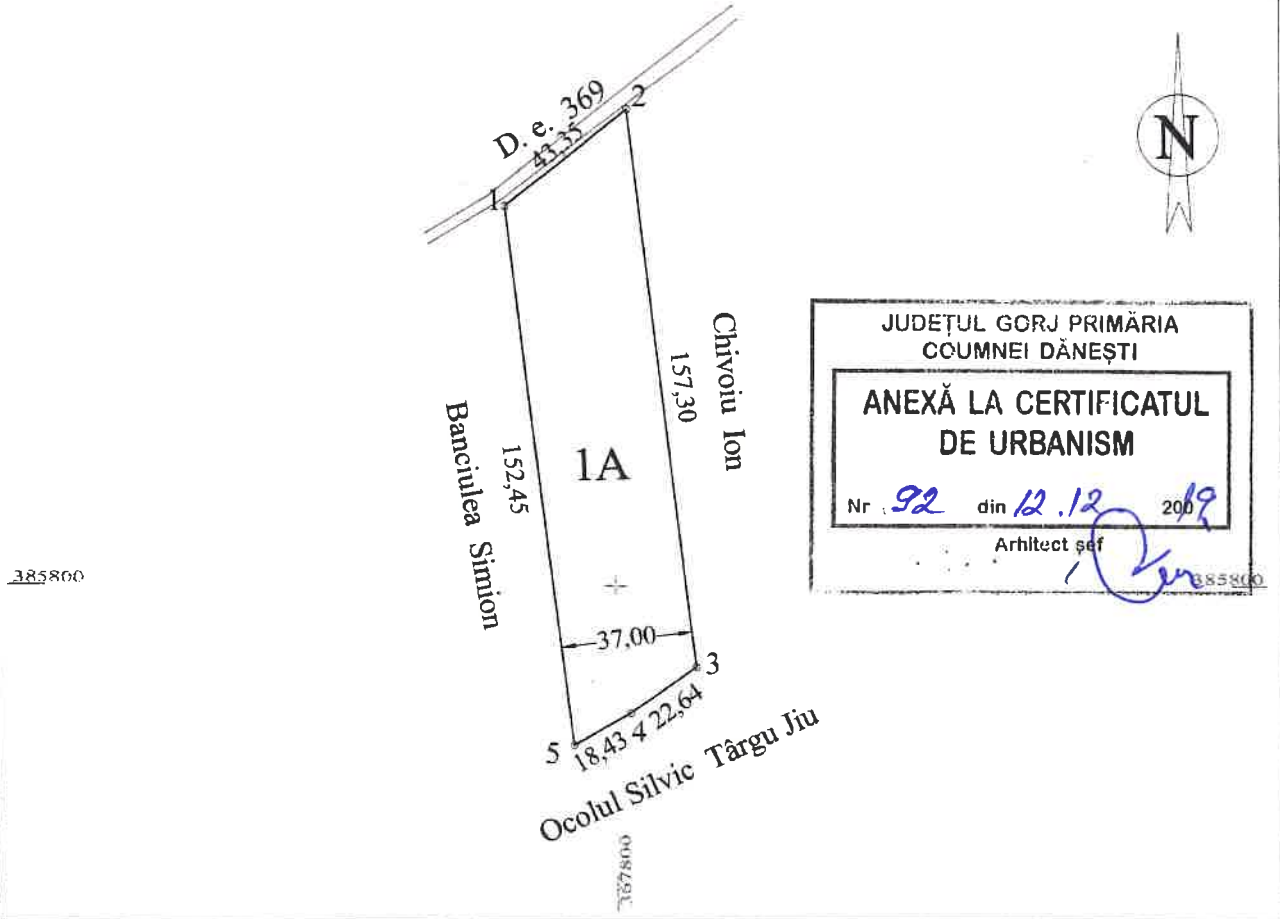 D. e. 369
43,35
2
1
N
Chivoiu Ion
157,30
Banciulea Simion
152,45
1A
37,00
3
22,64
4
18,43
5
Ocolul Silvic Târgu Jiu
385800
385800
JUDEȚUL GORJ PRIMĂRIA
COUMNEI DĂNEȘTI
ANEXĂ LA CERTIFICATUL
DE URBANISM
Nr. 92 din 12.12 2019
Arhitect șef